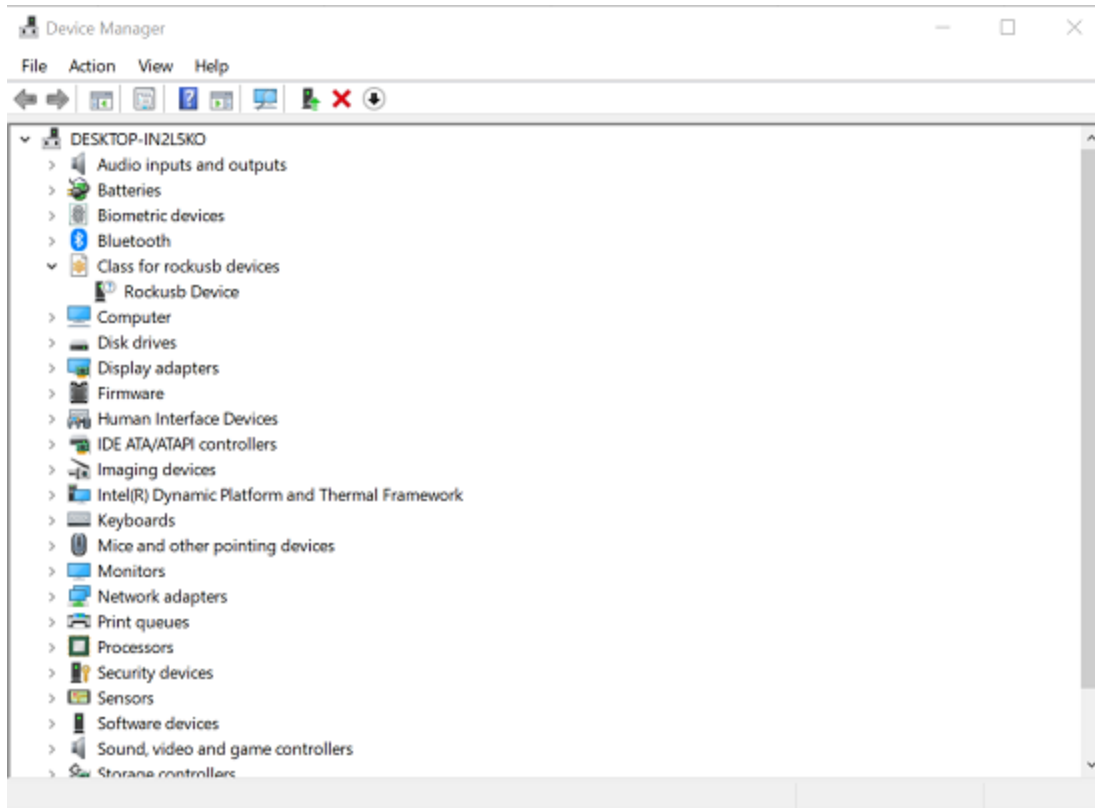 Device Manager
File Action View Help
DESKTOP-IN2L5KO
Audio inputs and outputs
Batteries
Biometric devices
Bluetooth
Class for rockusb devices
Rockusb Device
Computer
Disk drives
Display adapters
Firmware
Human Interface Devices
IDE ATA/ATAPI controllers
Imaging devices
Intel(R) Dynamic Platform and Thermal Framework
Keyboards
Mice and other pointing devices
Monitors
Network adapters
Print queues
Processors
Security devices
Sensors
Software devices
Sound, video and game controllers
Storage controllers